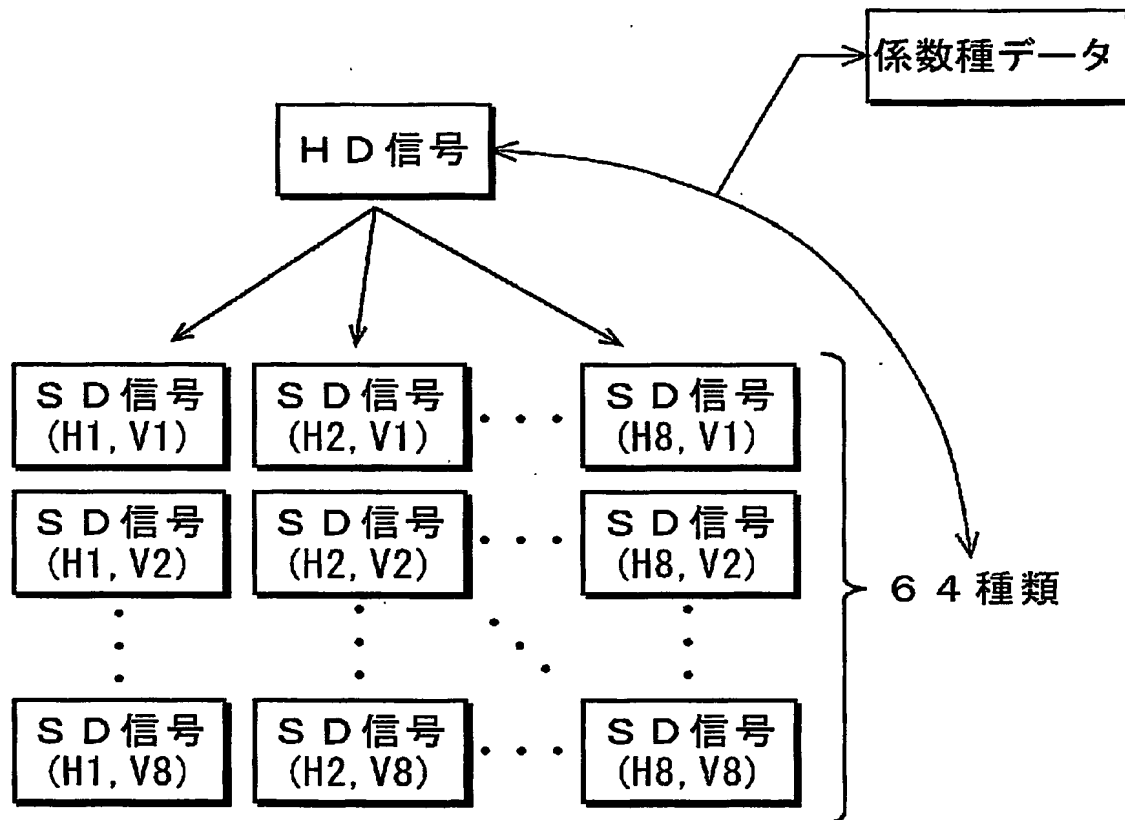 係数種データ
HD信号
SD信号
(H1, V1)
SD信号
(H2, V1)
SD信号
(H8, V1)
SD信号
(H1, V2)
SD信号
(H2, V2)
SD信号
(H8, V2)
64種類
SD信号
(H1, V8)
SD信号
(H2, V8)
SD信号
(H8, V8)